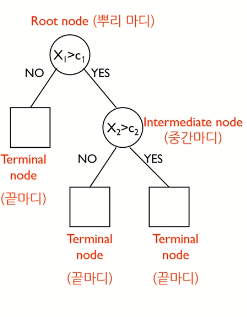 Root node (뿌리 마디)
X₁>c₁
NO YES
X₂>c₂
Intermediate node
(중간마디)
Terminal
node
(끝마디)
NO YES
Terminal
node
(끝마디)
Terminal
node
(끝마디)